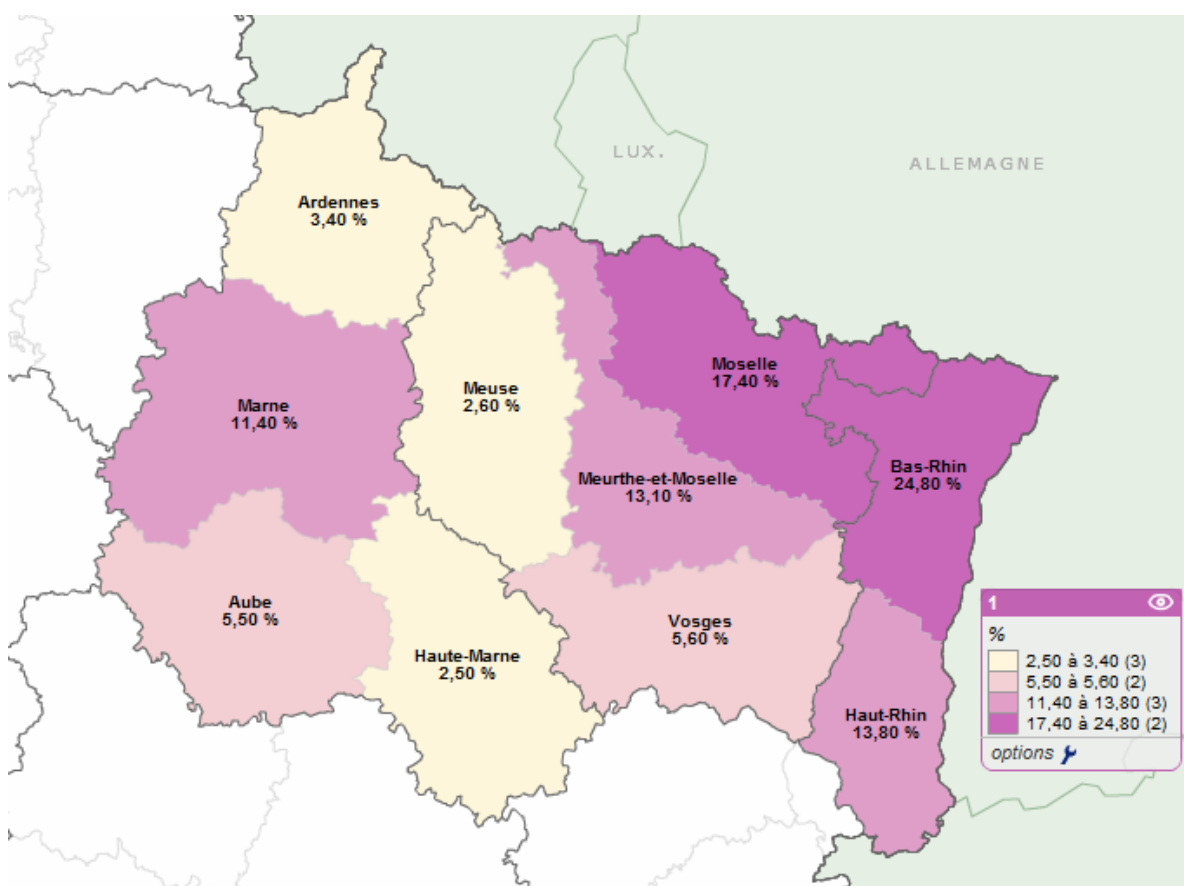 LUX.
ALLEMAGNE
Ardennes
3,40 %
Moselle
17,40 %
Meuse
2,60 %
Marne
11,40 %
Bas-Rhin
24,80 %
Meurthe-et-Moselle
13,10 %
Aube
5,50 %
Vosges
5,60 %
Haute-Marne
2,50 %
Haut-Rhin
13,80 %
1
%
2,50 à 3,40 (3)
5,50 à 5,60 (2)
11,40 à 13,80 (3)
17,40 à 24,80 (2)
options